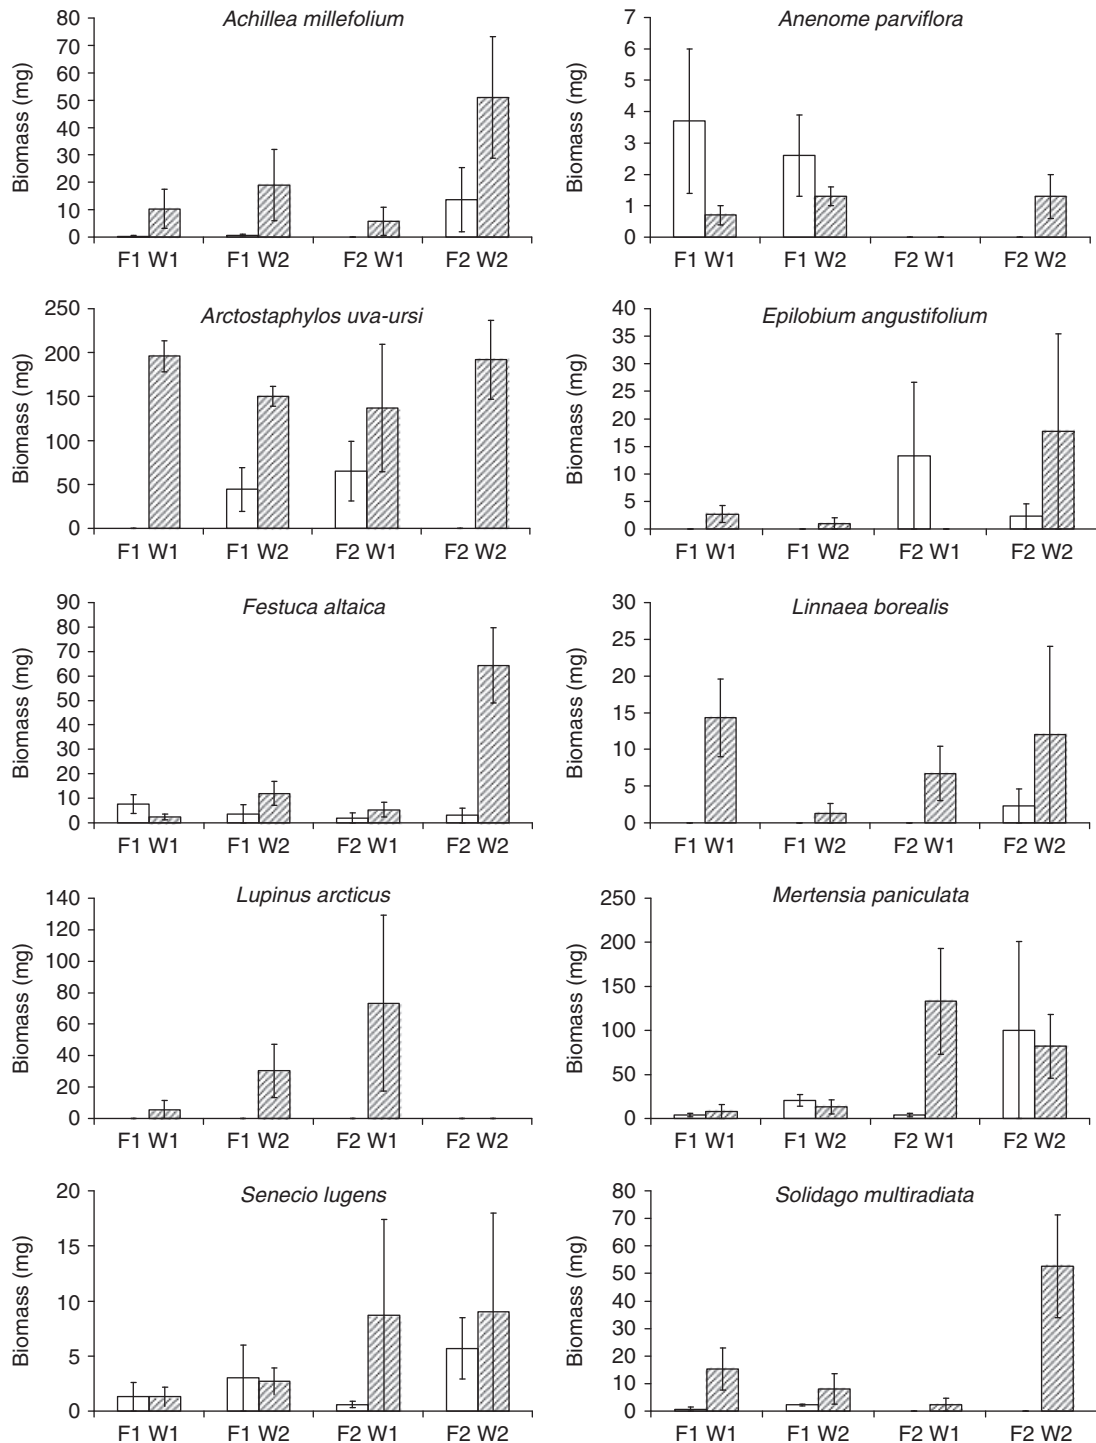 Achillea millefolium
Biomass (mg)
80
70
60
50
40
30
20
10
0
F1 W1 F1 W2 F2 W1 F2 W2
Anenome parviflora
Biomass (mg)
7
6
5
4
3
2
1
0
F1 W1 F1 W2 F2 W1 F2 W2
Arctostaphylos uva-ursi
Biomass (mg)
250
200
150
100
50
0
F1 W1 F1 W2 F2 W1 F2 W2
Epilobium angustifolium
Biomass (mg)
40
35
30
25
20
15
10
5
0
F1 W1 F1 W2 F2 W1 F2 W2
Festuca altaica
Biomass (mg)
90
80
70
60
50
40
30
20
10
0
F1 W1 F1 W2 F2 W1 F2 W2
Linnaea borealis
Biomass (mg)
30
25
20
15
10
5
0
F1 W1 F1 W2 F2 W1 F2 W2
Lupinus arcticus
Biomass (mg)
140
120
100
80
60
40
20
0
F1 W1 F1 W2 F2 W1 F2 W2
Mertensia paniculata
Biomass (mg)
250
200
150
100
50
0
F1 W1 F1 W2 F2 W1 F2 W2
Senecio lugens
Biomass (mg)
20
15
10
5
0
F1 W1 F1 W2 F2 W1 F2 W2
Solidago multiradiata
Biomass (mg)
80
70
60
50
40
30
20
10
0
F1 W1 F1 W2 F2 W1 F2 W2